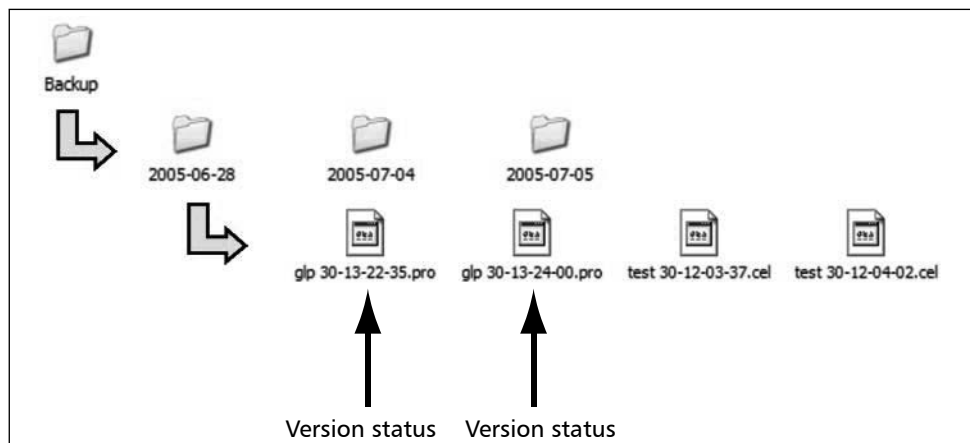 Backup
2005-06-28 2005-07-04 2005-07-05
glp 30-13-22-35.pro glp 30-13-24-00.pro test 30-12-03-37.cel test 30-12-04-02.cel
Version status Version status